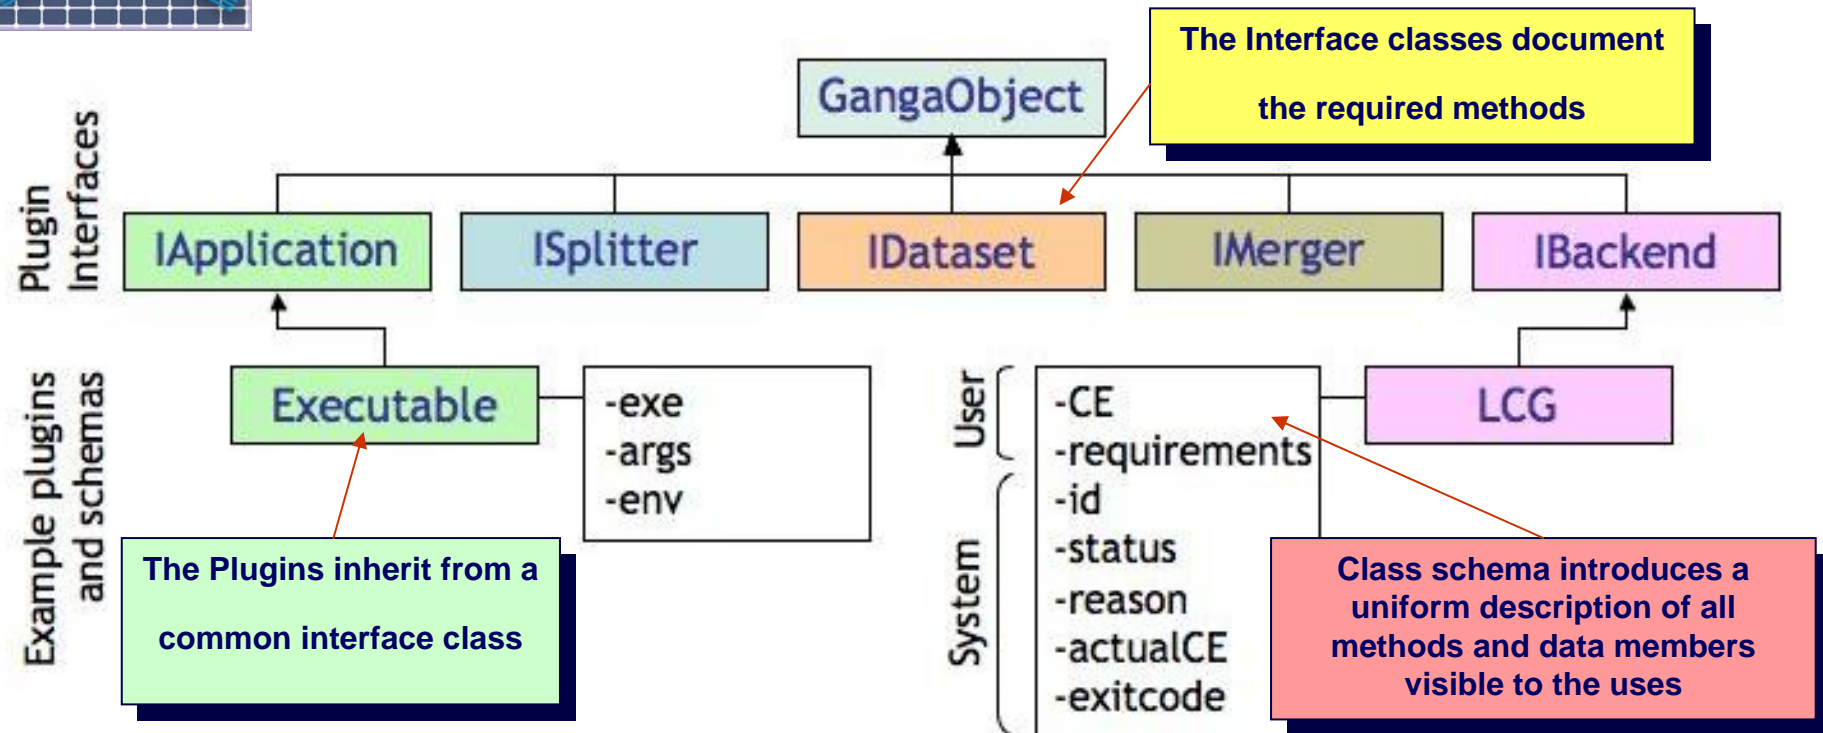 The Interface classes document
the required methods
GangaObject
Plugin
Interfaces
IApplication
ISplitter
IDataset
IMerger
IBackend
Example plugins
and schemas
Executable
-exe
-args
-env
User
System
-CE
-requirements
-id
-status
-reason
-actualCE
-exitcode
LCG
The Plugins inherit from a
common interface class
Class schema introduces a
uniform description of all
methods and data members
visible to the uses